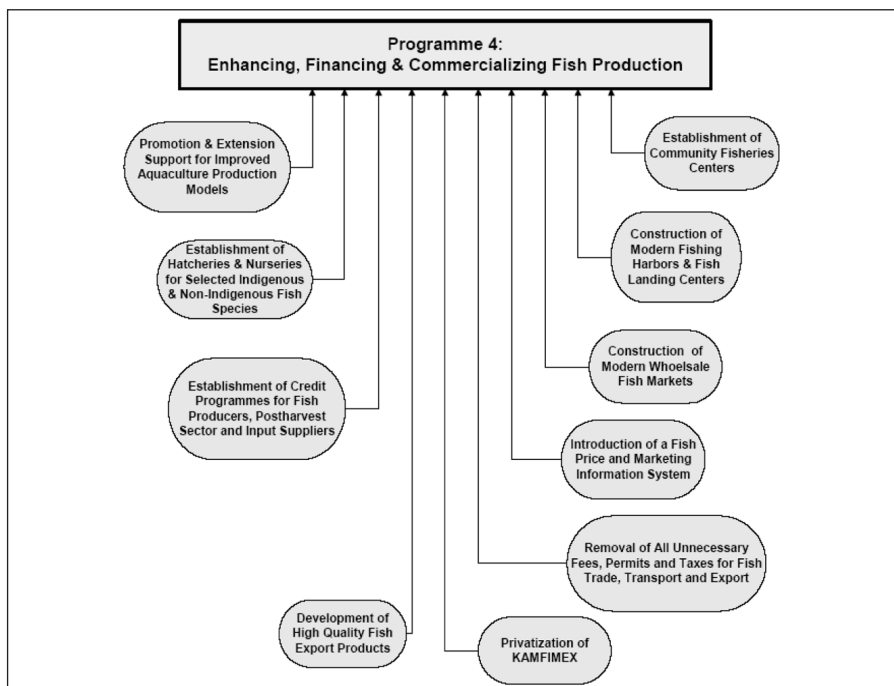 Programme 4:
Enhancing, Financing & Commercializing Fish Production
Promotion & Extension
Support for Improved
Aquaculture Production
Models
Establishment of
Hatcheries & Nurseries
for Selected Indigenous
& Non-Indigenous Fish
Species
Establishment of Credit
Programmes for Fish
Producers, Postharvest
Sector and Input Suppliers
Development of
High Quality Fish
Export Products
Privatization of
KAMFIMEX
Removal of All Unnecessary
Fees, Permits and Taxes for Fish
Trade, Transport and Export
Introduction of a Fish
Price and Marketing
Information System
Construction of
Modern Whoelsale
Fish Markets
Construction of
Modern Fishing
Harbors & Fish
Landing Centers
Establishment of
Community Fisheries
Centers